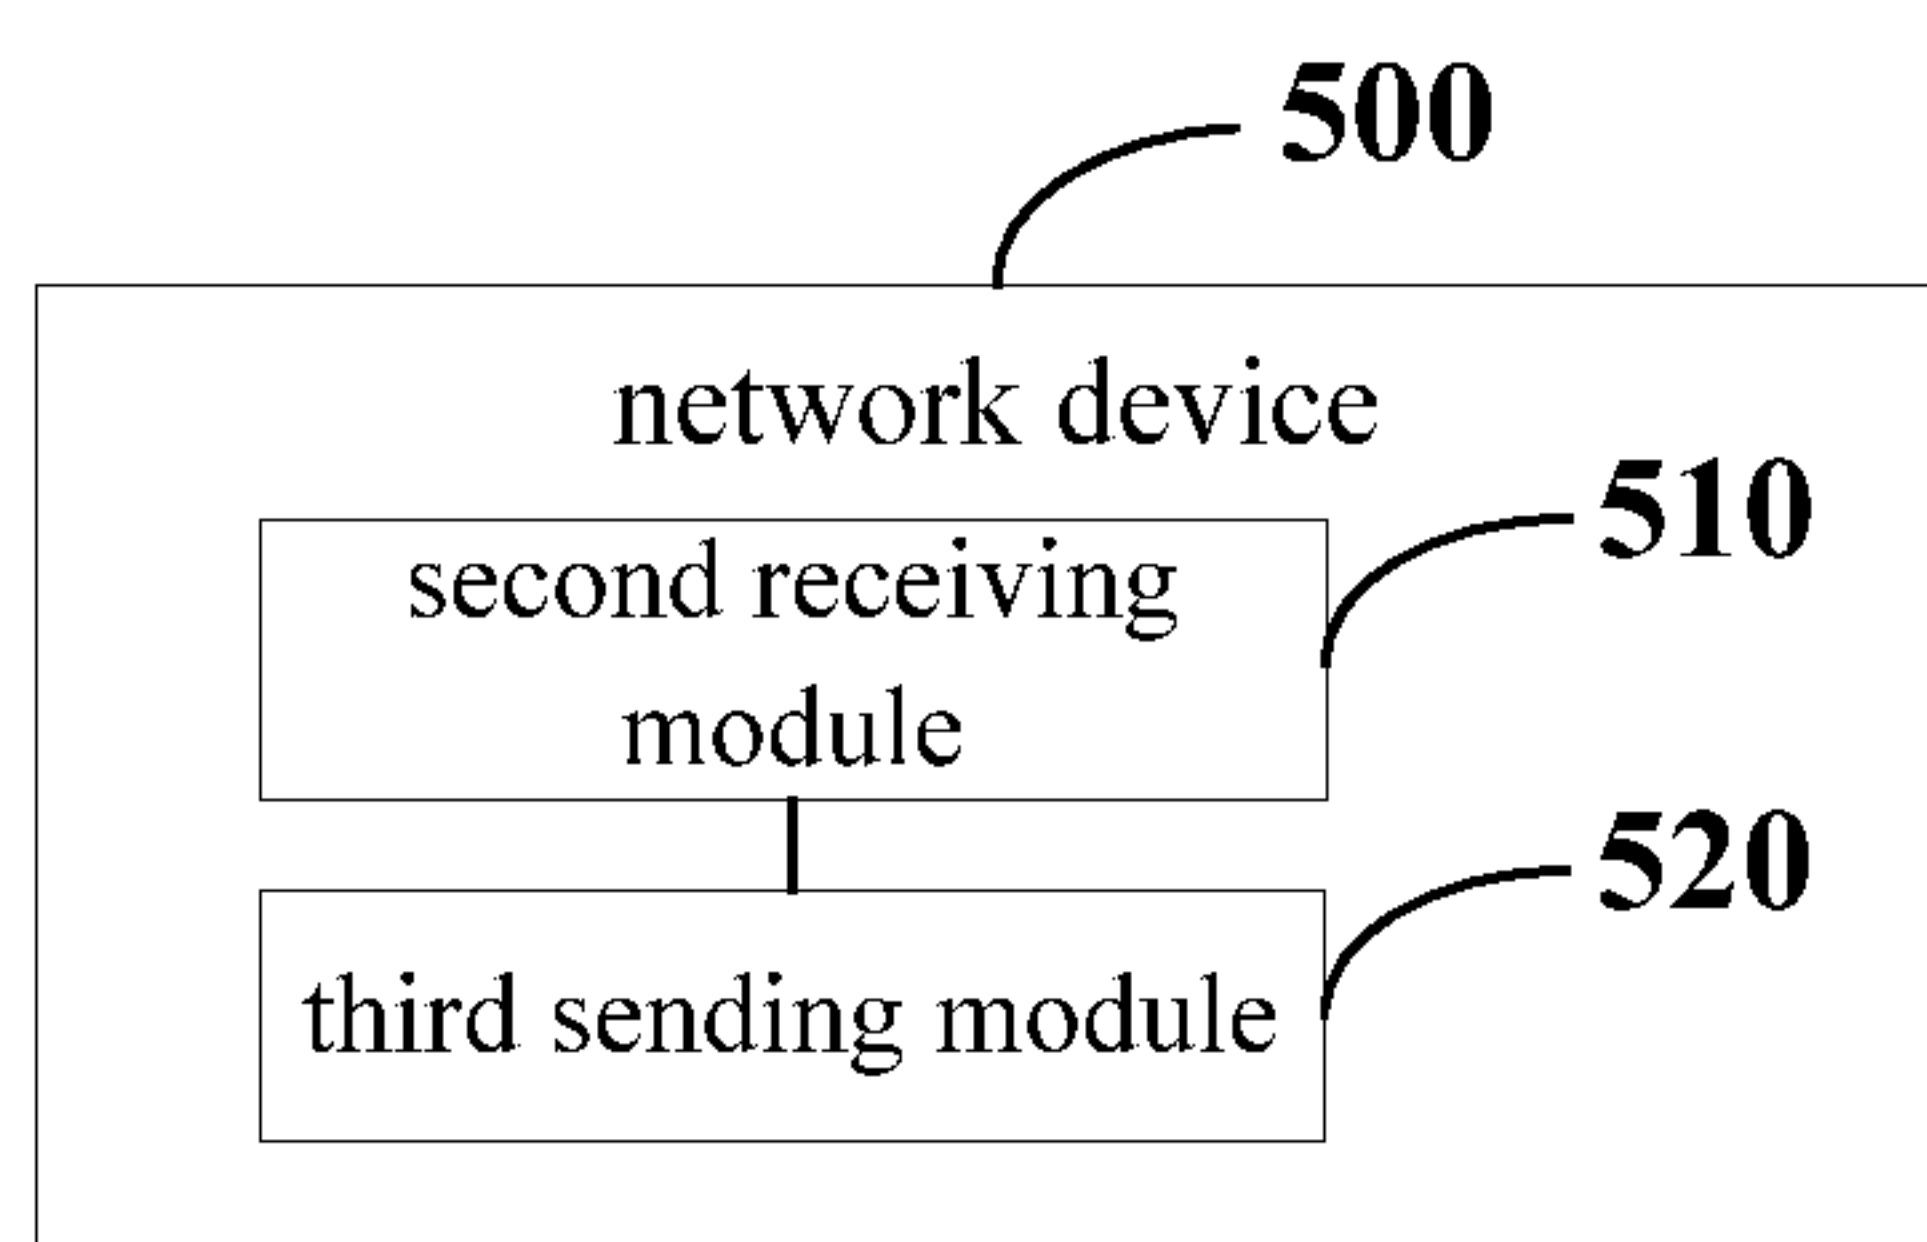 500
network device
510
second receiving
module
520
third sending module